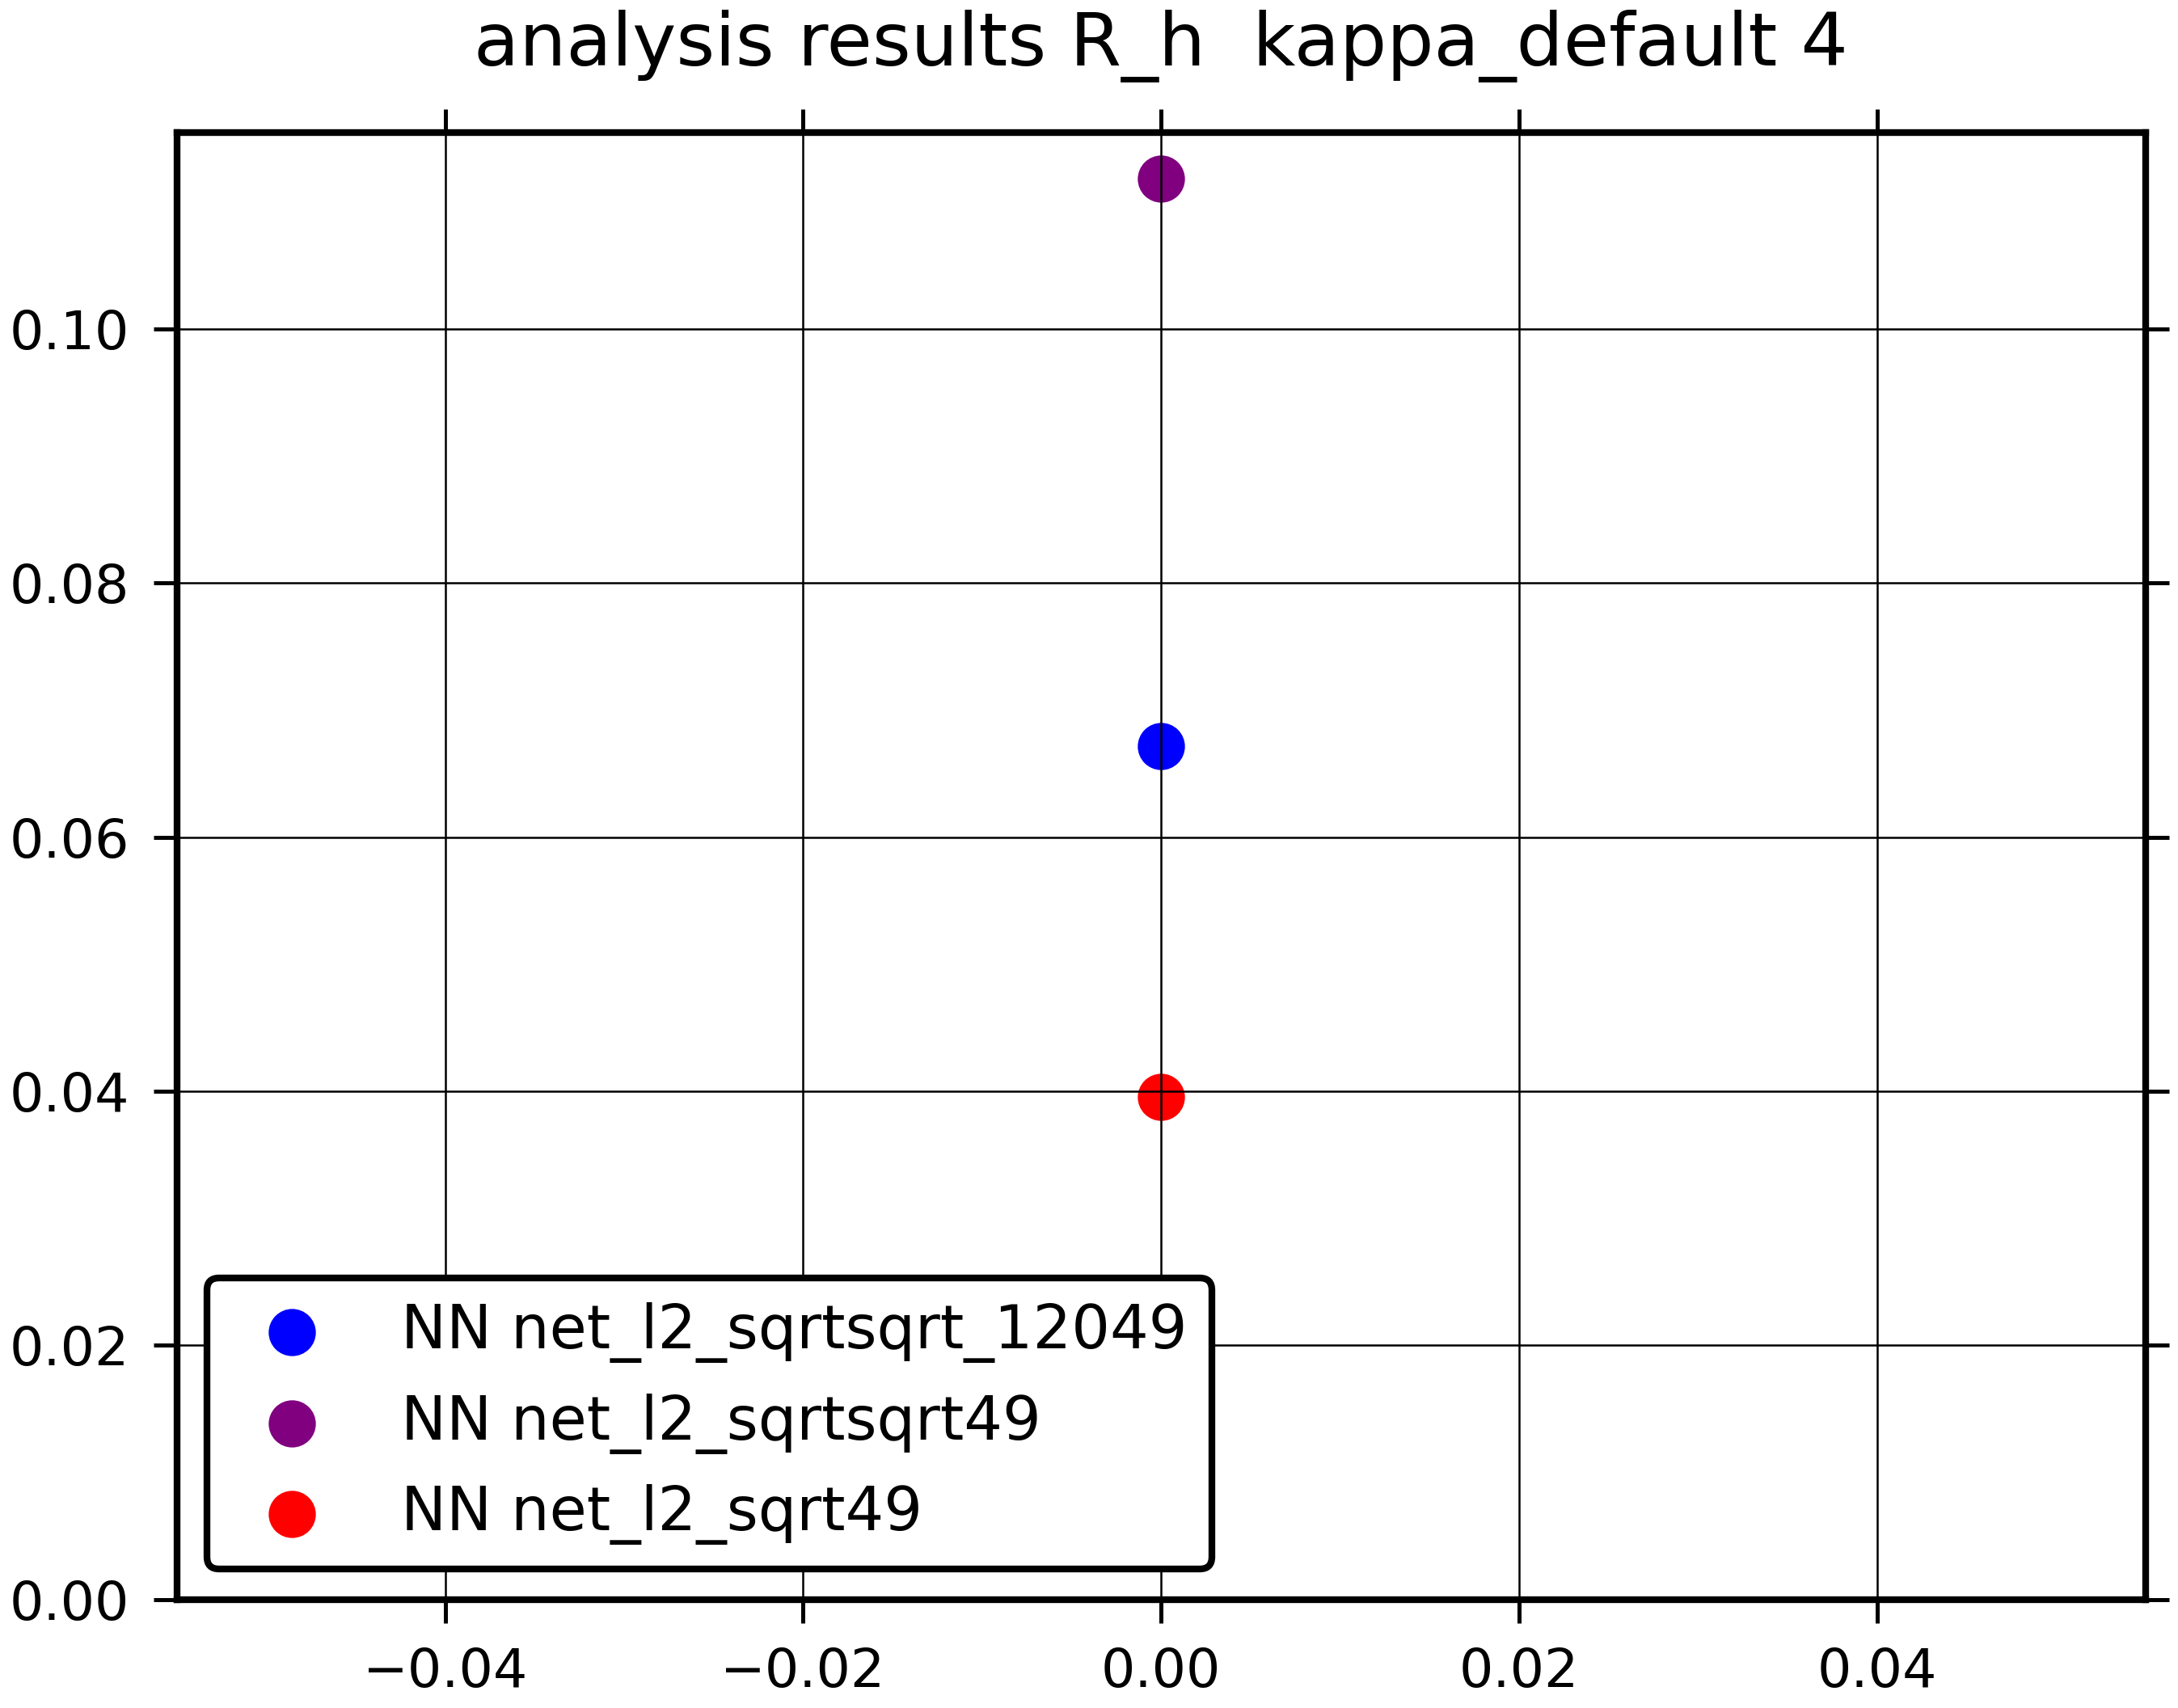 analysis results R_h  kappa_default 4
0.10
0.08
0.06
0.04
0.02
0.00
NN net_l2_sqrtsqrt_12049
NN net_l2_sqrtsqrt49
NN net_l2_sqrt49
−0.04
−0.02
0.00
0.02
0.04